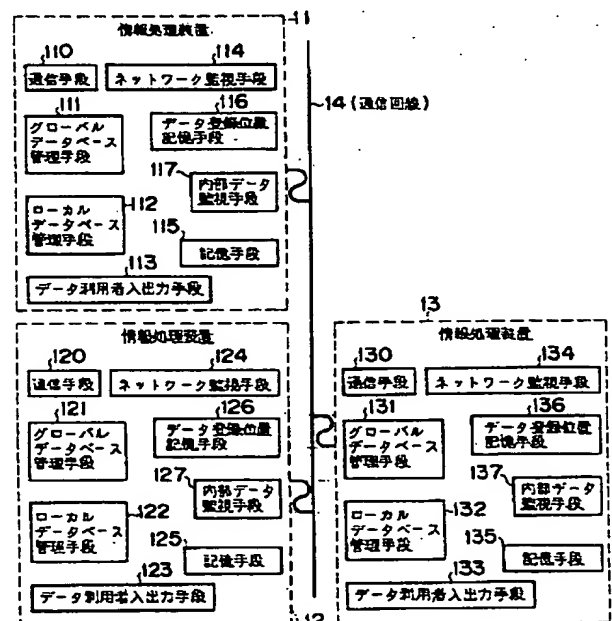 11
情報処理装置
110
114
通信手段
ネットワーク監視手段
111
116
グローバル
データベース
管理手段
データ登録位置
記憶手段
14(通信回線)
117
内部データ
監視手段
112
ローカル
データベース
管理手段
115
記憶手段
113
データ利用者入出力手段
情報処理装置
120
124
通信手段
ネットワーク監視手段
121
126
グローバル
データベース
管理手段
データ登録位置
記憶手段
127
内部データ
監視手段
122
ローカル
データベース
管理手段
125
記憶手段
123
データ利用者入出力手段
12
13
情報処理装置
130
134
通信手段
ネットワーク監視手段
131
136
グローバル
データベース
管理手段
データ登録位置
記憶手段
137
内部データ
監視手段
132
ローカル
データベース
管理手段
135
記憶手段
133
データ利用者入出力手段